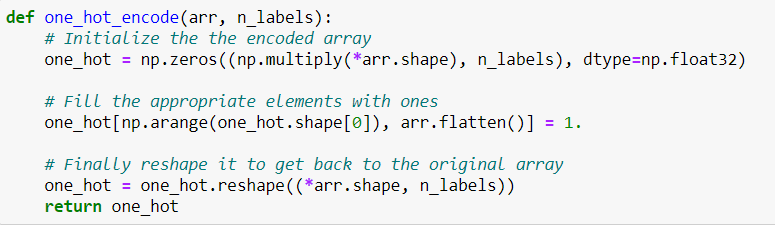 def one_hot_encode(arr, n_labels):
    # Initialize the the encoded array
    one_hot = np.zeros((np.multiply(*arr.shape), n_labels), dtype=np.float32)
    # Fill the appropriate elements with ones
    one_hot[np.arange(one_hot.shape[0]), arr.flatten()] = 1.
    # Finally reshape it to get back to the original array
    one_hot = one_hot.reshape((*arr.shape, n_labels))
    return one_hot